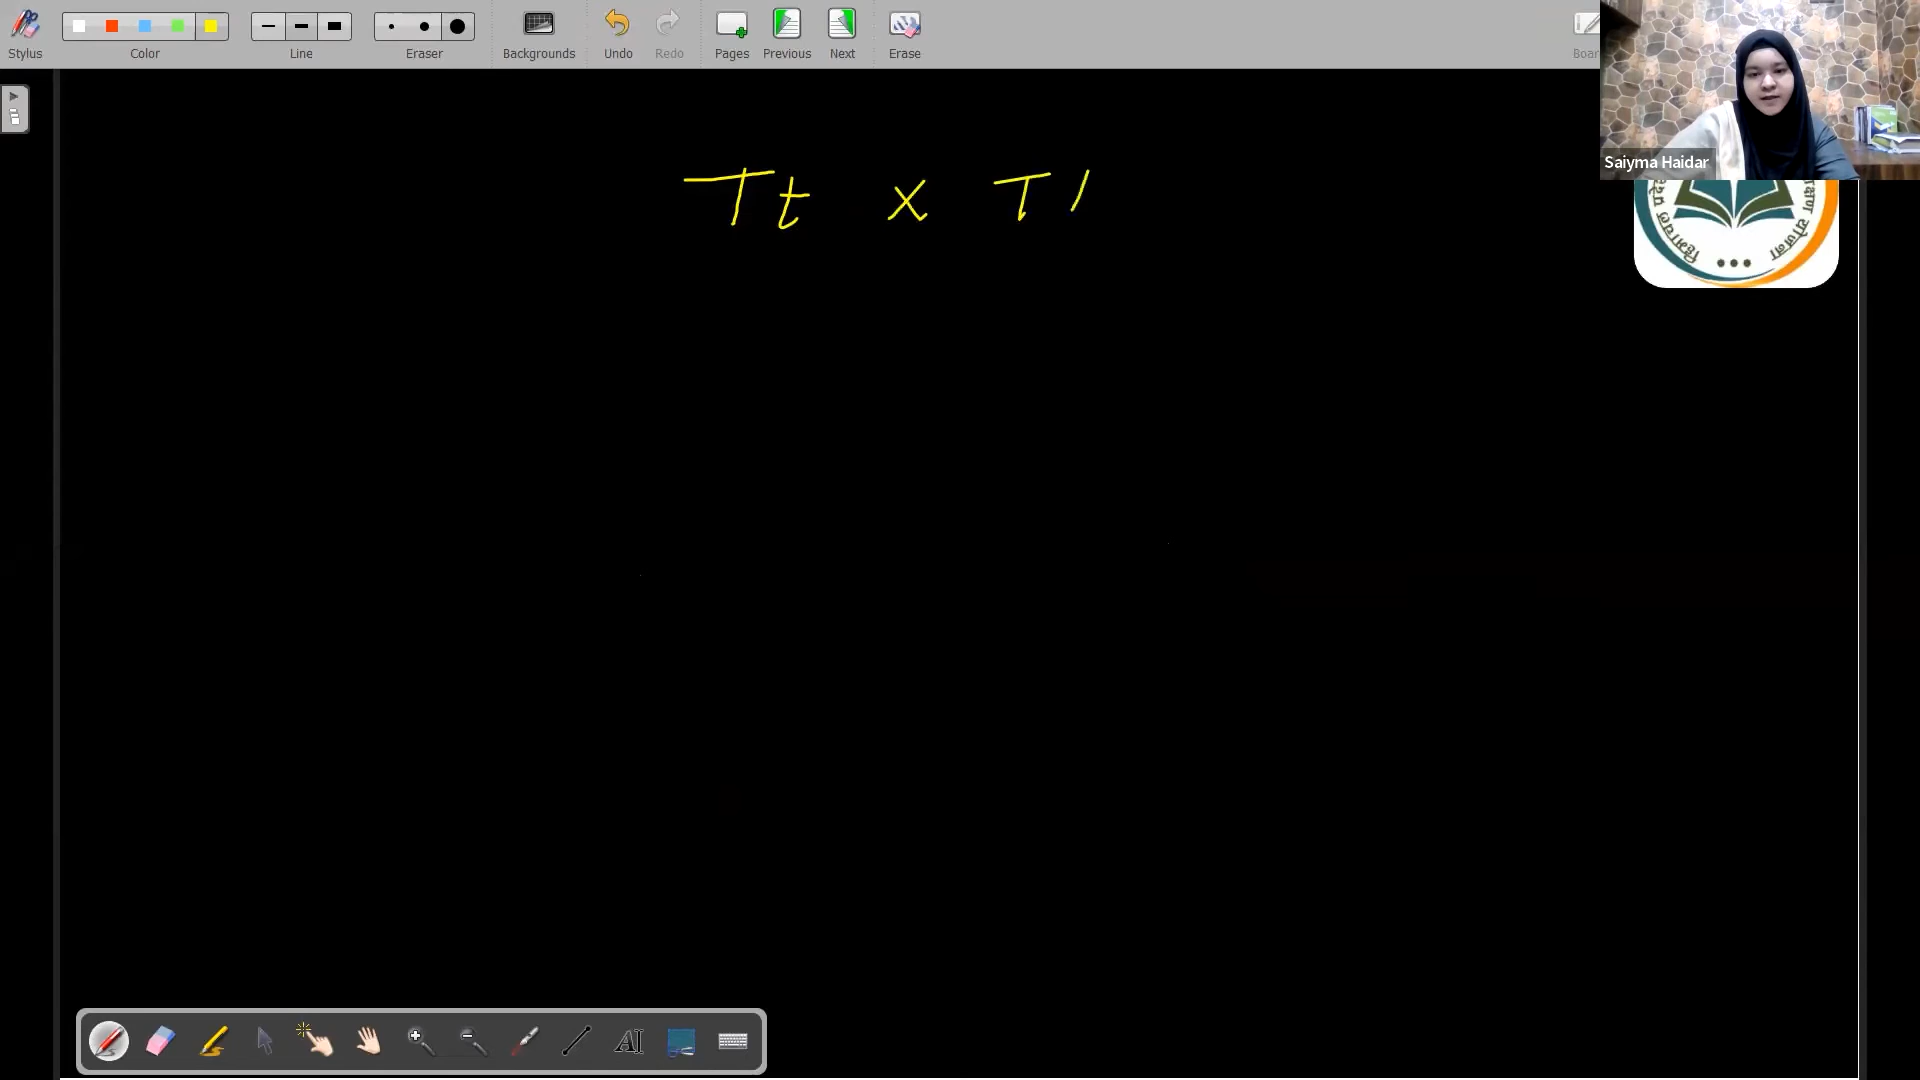 Stylus Color Line Eraser Backgrounds Undo Redo Pages Previous Next Erase
Saiyma Haidar
Tt x T